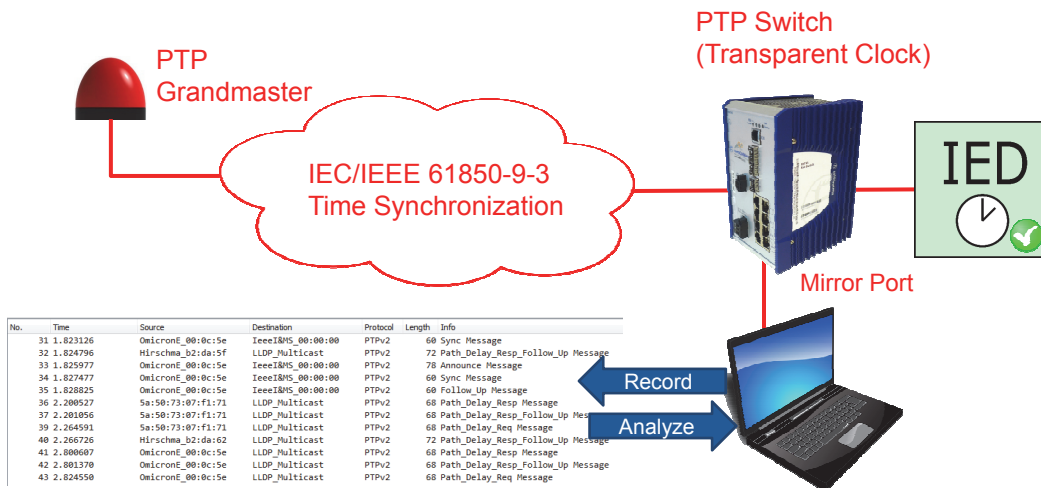 PTP
Grandmaster
PTP Switch
(Transparent Clock)
IEC/IEEE 61850-9-3
Time Synchronization
IED
Mirror Port
Record
Analyze
No. Time Source Destination Protocol Length Info
31 1.823126 OmicronE_00:0c:5e IeeeI&MS_00:00:00 PTPv2 60 Sync Message
32 1.824796 Hirschma_b2:da:5f LLDP_Multicast PTPv2 72 Path_Delay_Resp_Follow_Up Message
33 1.825977 OmicronE_00:0c:5e IeeeI&MS_00:00:00 PTPv2 78 Announce Message
34 1.827477 OmicronE_00:0c:5e IeeeI&MS_00:00:00 PTPv2 60 Sync Message
35 1.828825 OmicronE_00:0c:5e IeeeI&MS_00:00:00 PTPv2 60 Follow_Up Message
36 2.200527 5a:50:73:07:f1:71 LLDP_Multicast PTPv2 68 Path_Delay_Resp Message
37 2.201056 5a:50:73:07:f1:71 LLDP_Multicast PTPv2 68 Path_Delay_Resp_Follow_Up Mes
39 2.264591 5a:50:73:07:f1:71 LLDP_Multicast PTPv2 68 Path_Delay_Req Message
40 2.266726 Hirschma_b2:da:62 LLDP_Multicast PTPv2 72 Path_Delay_Resp_Follow_Up Message
41 2.800607 OmicronE_00:0c:5e LLDP_Multicast PTPv2 68 Path_Delay_Resp Message
42 2.801370 OmicronE_00:0c:5e LLDP_Multicast PTPv2 68 Path_Delay_Resp_Follow_Up Message
43 2.824550 OmicronE_00:0c:5e LLDP_Multicast PTPv2 68 Path_Delay_Req Message